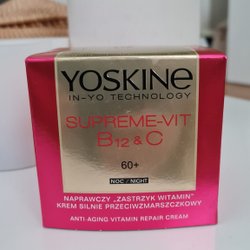 YOSKINE
IN-YO TECHNOLOGY
SUPREME-VIT
B12 & C
60+
NOC / NIGHT
NAPRAWCZY „ZASTRZYK WITAMIN”
KREM SILNIE PRZECIWZMARSZCZKOWY
ANTI-AGING VITAMIN REPAIR CREAM